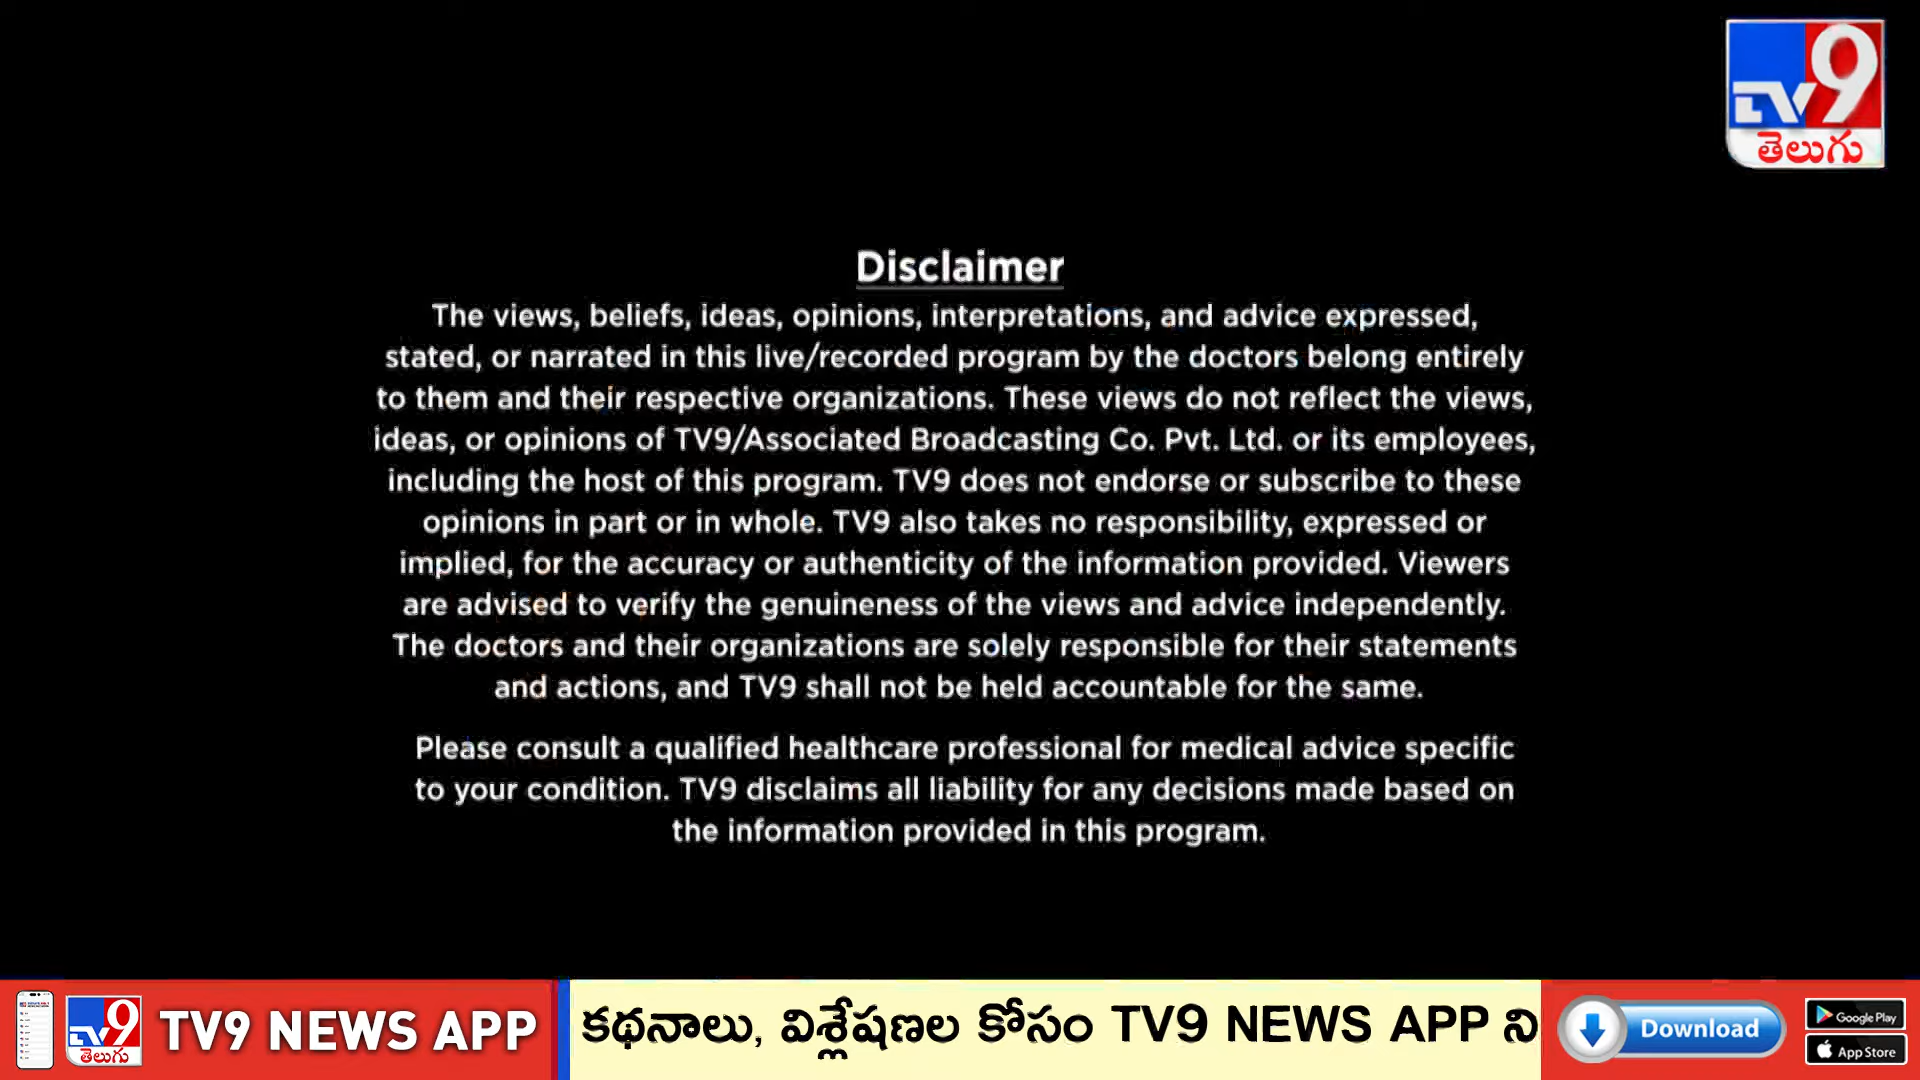 TV9
తెలుగు
Disclaimer
The views, beliefs, ideas, opinions, interpretations, and advice expressed,
stated, or narrated in this live/recorded program by the doctors belong entirely
to them and their respective organizations. These views do not reflect the views,
ideas, or opinions of TV9/Associated Broadcasting Co. Pvt. Ltd. or its employees,
including the host of this program. TV9 does not endorse or subscribe to these
opinions in part or in whole. TV9 also takes no responsibility, expressed or
implied, for the accuracy or authenticity of the information provided. Viewers
are advised to verify the genuineness of the views and advice independently.
The doctors and their organizations are solely responsible for their statements
and actions, and TV9 shall not be held accountable for the same.
Please consult a qualified healthcare professional for medical advice specific
to your condition. TV9 disclaims all liability for any decisions made based on
the information provided in this program.
TV9
తెలుగు
TV9 NEWS APP
కథనాలు, విశ్లేషణల కోసం TV9 NEWS APP ని
Download
Google Play
App Store